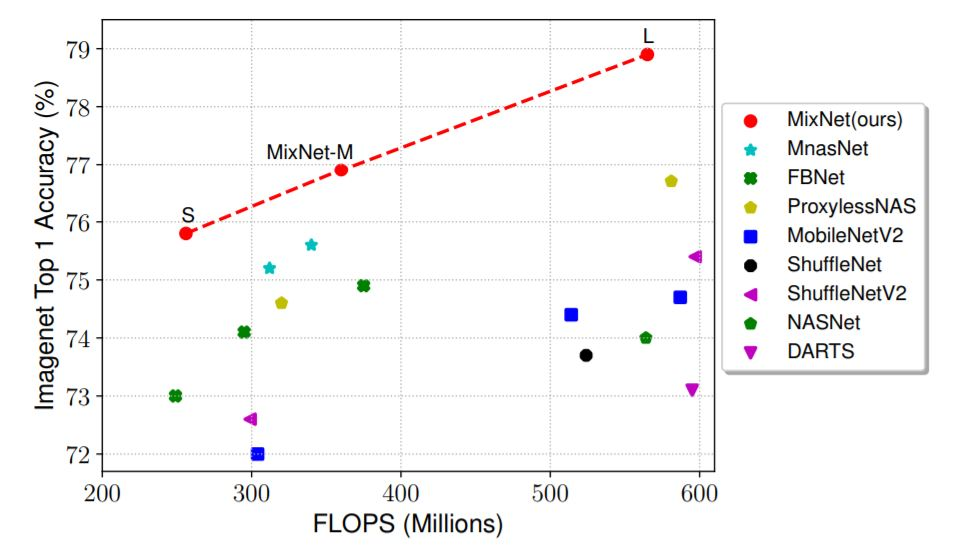 Imagenet Top 1 Accuracy (%)
79
78
77
76
75
74
73
72
L
MixNet-M
S
200 300 400 500 600
FLOPS (Millions)
MixNet(ours)
MnasNet
FBNet
ProxylessNAS
MobileNetV2
ShuffleNet
ShuffleNetV2
NASNet
DARTS